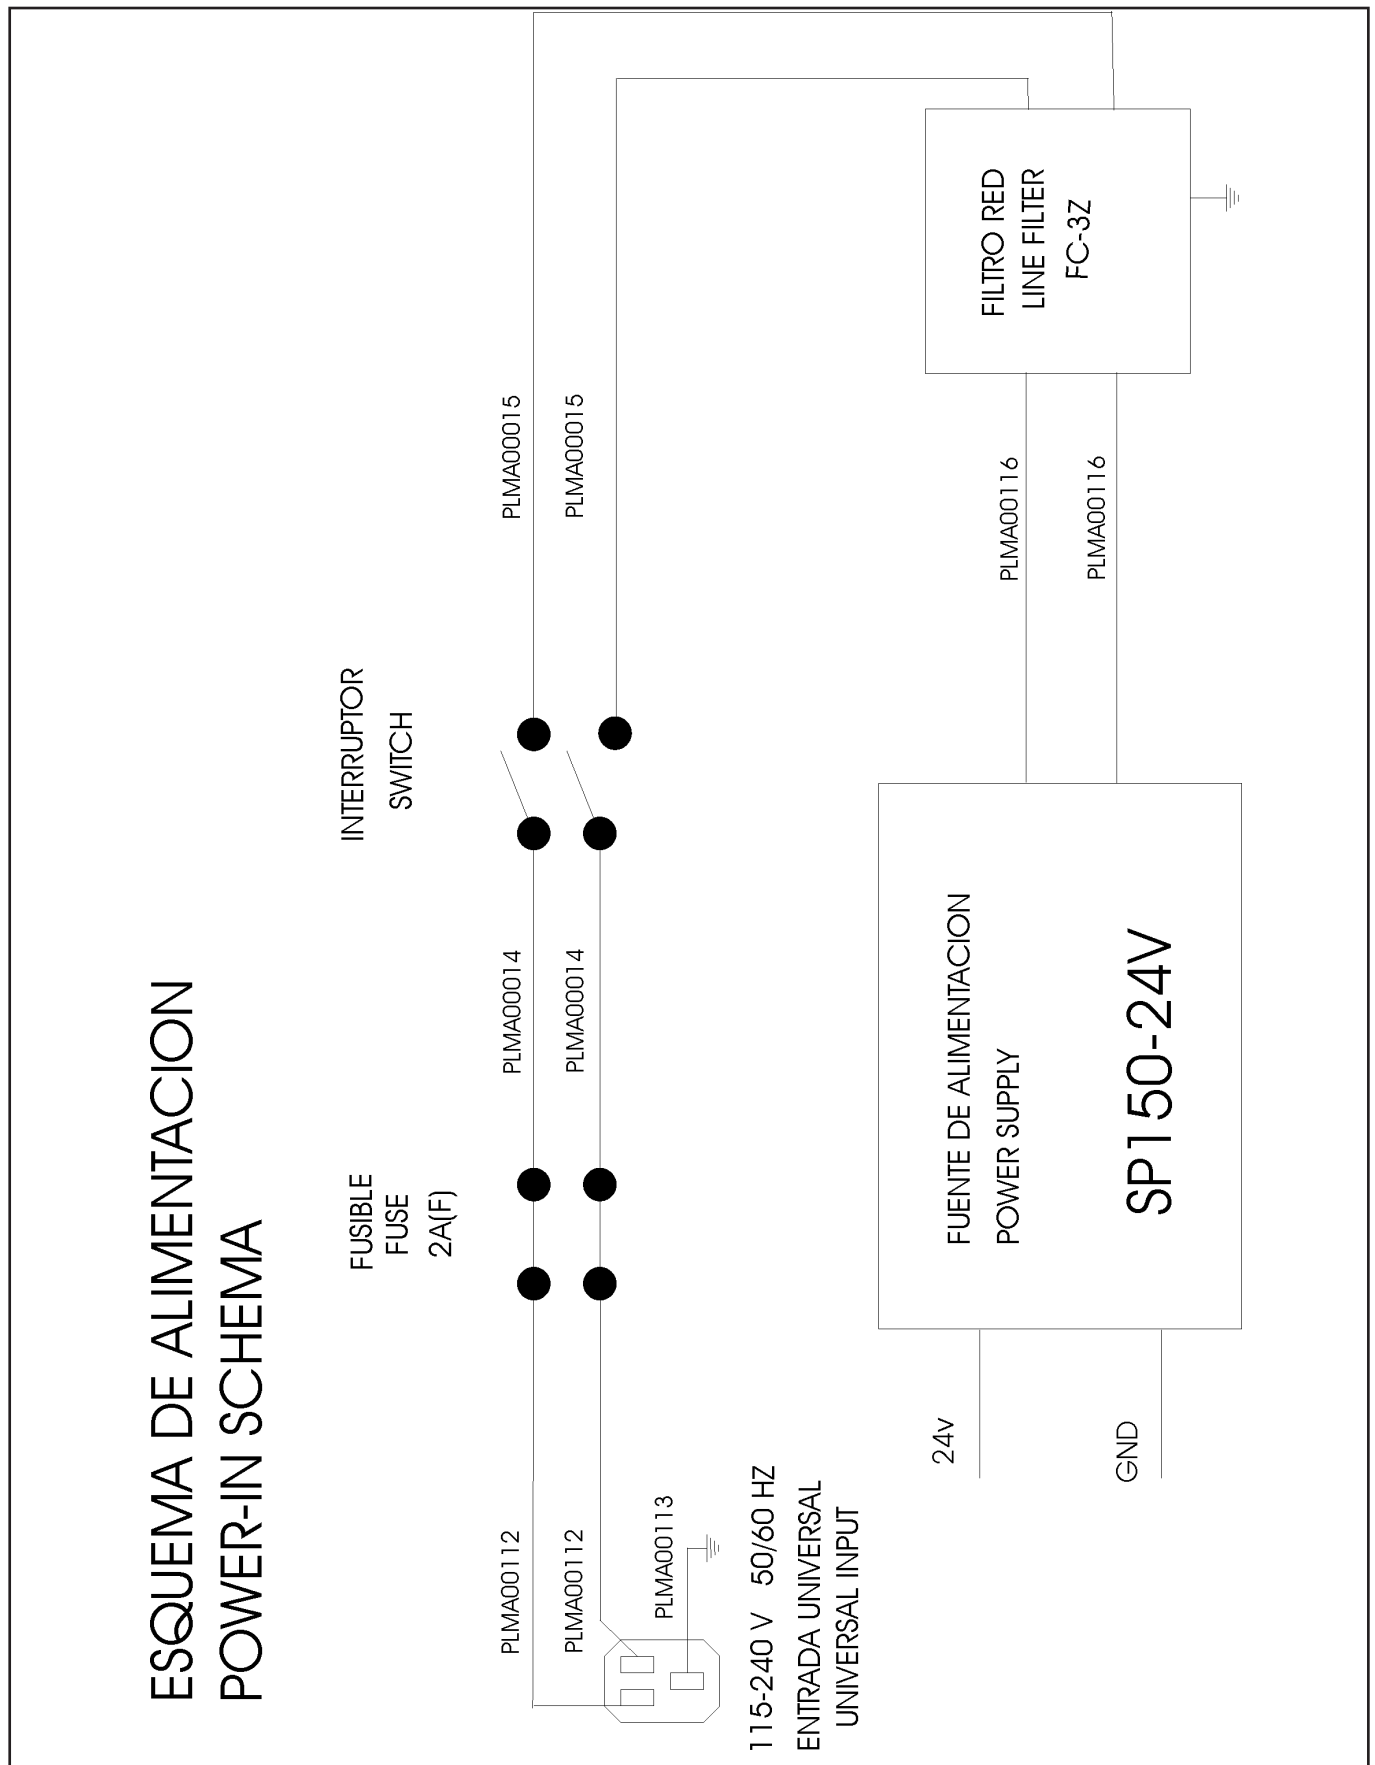 ESQUEMA DE ALIMENTACION
POWER-IN SCHEMA
FUSIBLE
FUSE
2A(F)
INTERRUPTOR
SWITCH
PLMA00112
PLMA00014
PLMA00015
PLMA00112
PLMA00014
PLMA00015
PLMA00113
115-240 V 50/60 HZ
ENTRADA UNIVERSAL
UNIVERSAL INPUT
24v
GND
FUENTE DE ALIMENTACION
POWER SUPPLY
SP150-24V
PLMA00116
PLMA00116
FILTRO RED
LINE FILTER
FC-3Z